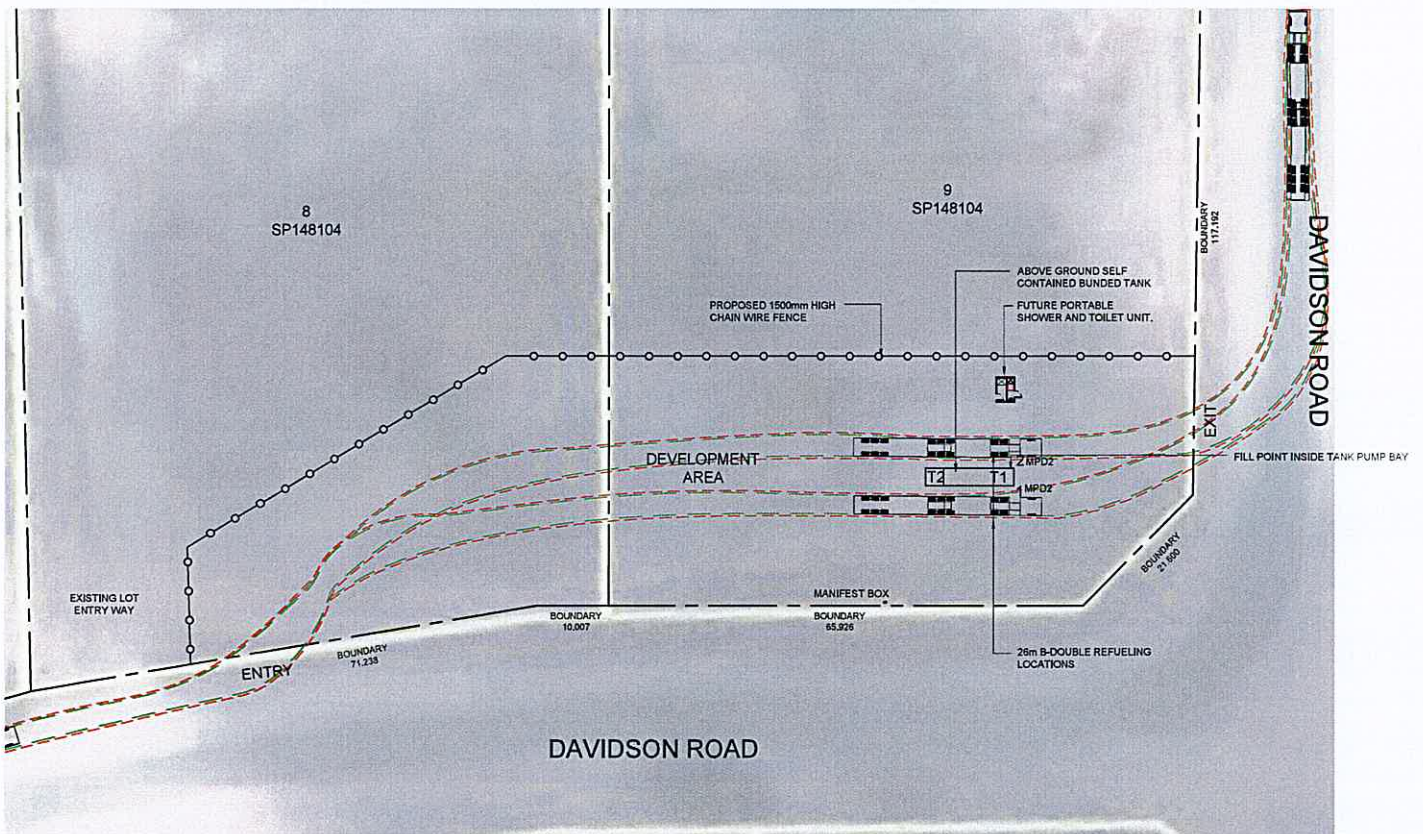 8
SP148104
9
SP148104
BOUNDARY
117.192
DAVIDSON ROAD
ABOVE GROUND SELF
CONTAINED BUNDED TANK
PROPOSED 1500mm HIGH
CHAIN WIRE FENCE
FUTURE PORTABLE
SHOWER AND TOILET UNIT.
EXIT
DEVELOPMENT
AREA
FILL POINT INSIDE TANK PUMP BAY
2 MPD2
T2
T1
1 MPD2
BOUNDARY
21.600
EXISTING LOT
ENTRY WAY
MANIFEST BOX
BOUNDARY
10.007
BOUNDARY
65.926
BOUNDARY
71.238
ENTRY
26m B-DOUBLE REFUELING
LOCATIONS
DAVIDSON ROAD